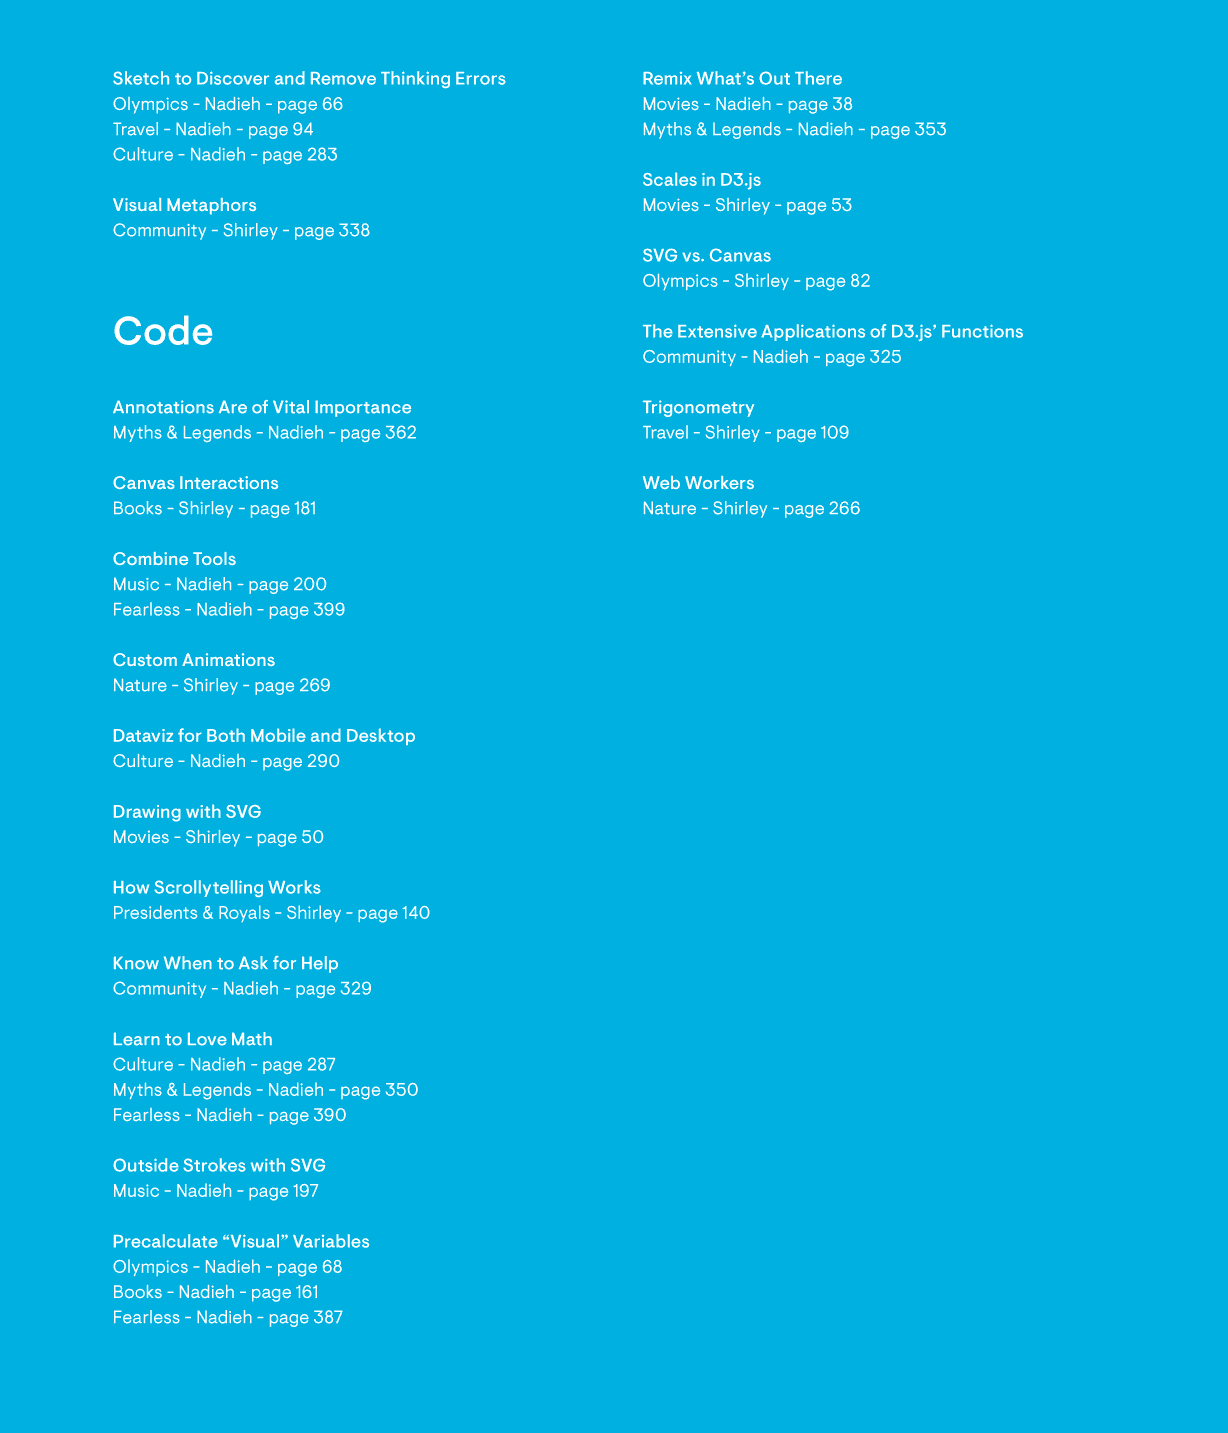 Sketch to Discover and Remove Thinking Errors
Olympics - Nadieh - page 66
Travel - Nadieh - page 94
Culture - Nadieh - page 283
Visual Metaphors
Community - Shirley - page 338
Code
Annotations Are of Vital Importance
Myths & Legends - Nadieh - page 362
Canvas Interactions
Books - Shirley - page 181
Combine Tools
Music - Nadieh - page 200
Fearless - Nadieh - page 399
Custom Animations
Nature - Shirley - page 269
Dataviz for Both Mobile and Desktop
Culture - Nadieh - page 290
Drawing with SVG
Movies - Shirley - page 50
How Scrollytelling Works
Presidents & Royals - Shirley - page 140
Know When to Ask for Help
Community - Nadieh - page 329
Learn to Love Math
Culture - Nadieh - page 287
Myths & Legends - Nadieh - page 350
Fearless - Nadieh - page 390
Outside Strokes with SVG
Music - Nadieh - page 197
Precalculate “Visual” Variables
Olympics - Nadieh - page 68
Books - Nadieh - page 161
Fearless - Nadieh - page 387
Remix What’s Out There
Movies - Nadieh - page 38
Myths & Legends - Nadieh - page 353
Scales in D3.js
Movies - Shirley - page 53
SVG vs. Canvas
Olympics - Shirley - page 82
The Extensive Applications of D3.js’ Functions
Community - Nadieh - page 325
Trigonometry
Travel - Shirley - page 109
Web Workers
Nature - Shirley - page 266